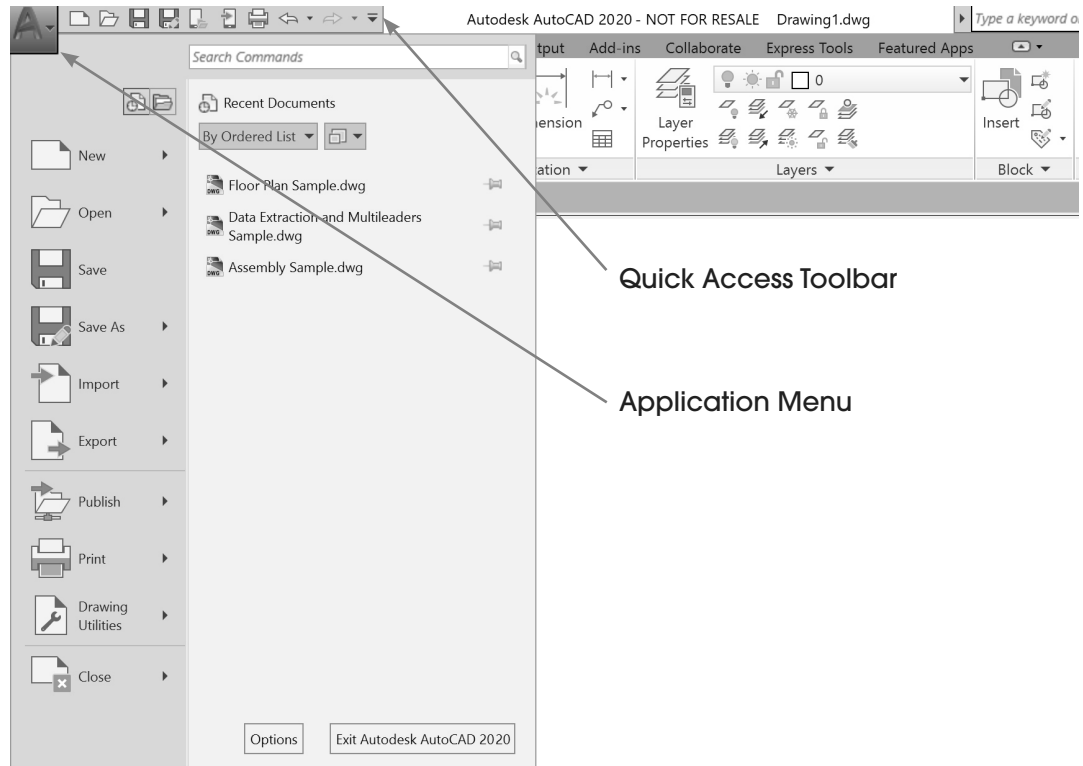 A
Autodesk AutoCAD 2020 - NOT FOR RESALE Drawing1.dwg
Type a keyword
Search Commands
Add-ins Collaborate Express Tools Featured Apps
Recent Documents
By Ordered List
0
Layer
Properties
Insert
Layers
Block
New
Open
Save
Save As
Import
Export
Publish
Print
Drawing
Utilities
Close
Floor Plan Sample.dwg
Data Extraction and Multileaders
Sample.dwg
Assembly Sample.dwg
DWG
DWG
DWG
Quick Access Toolbar
Application Menu
Options
Exit Autodesk AutoCAD 2020